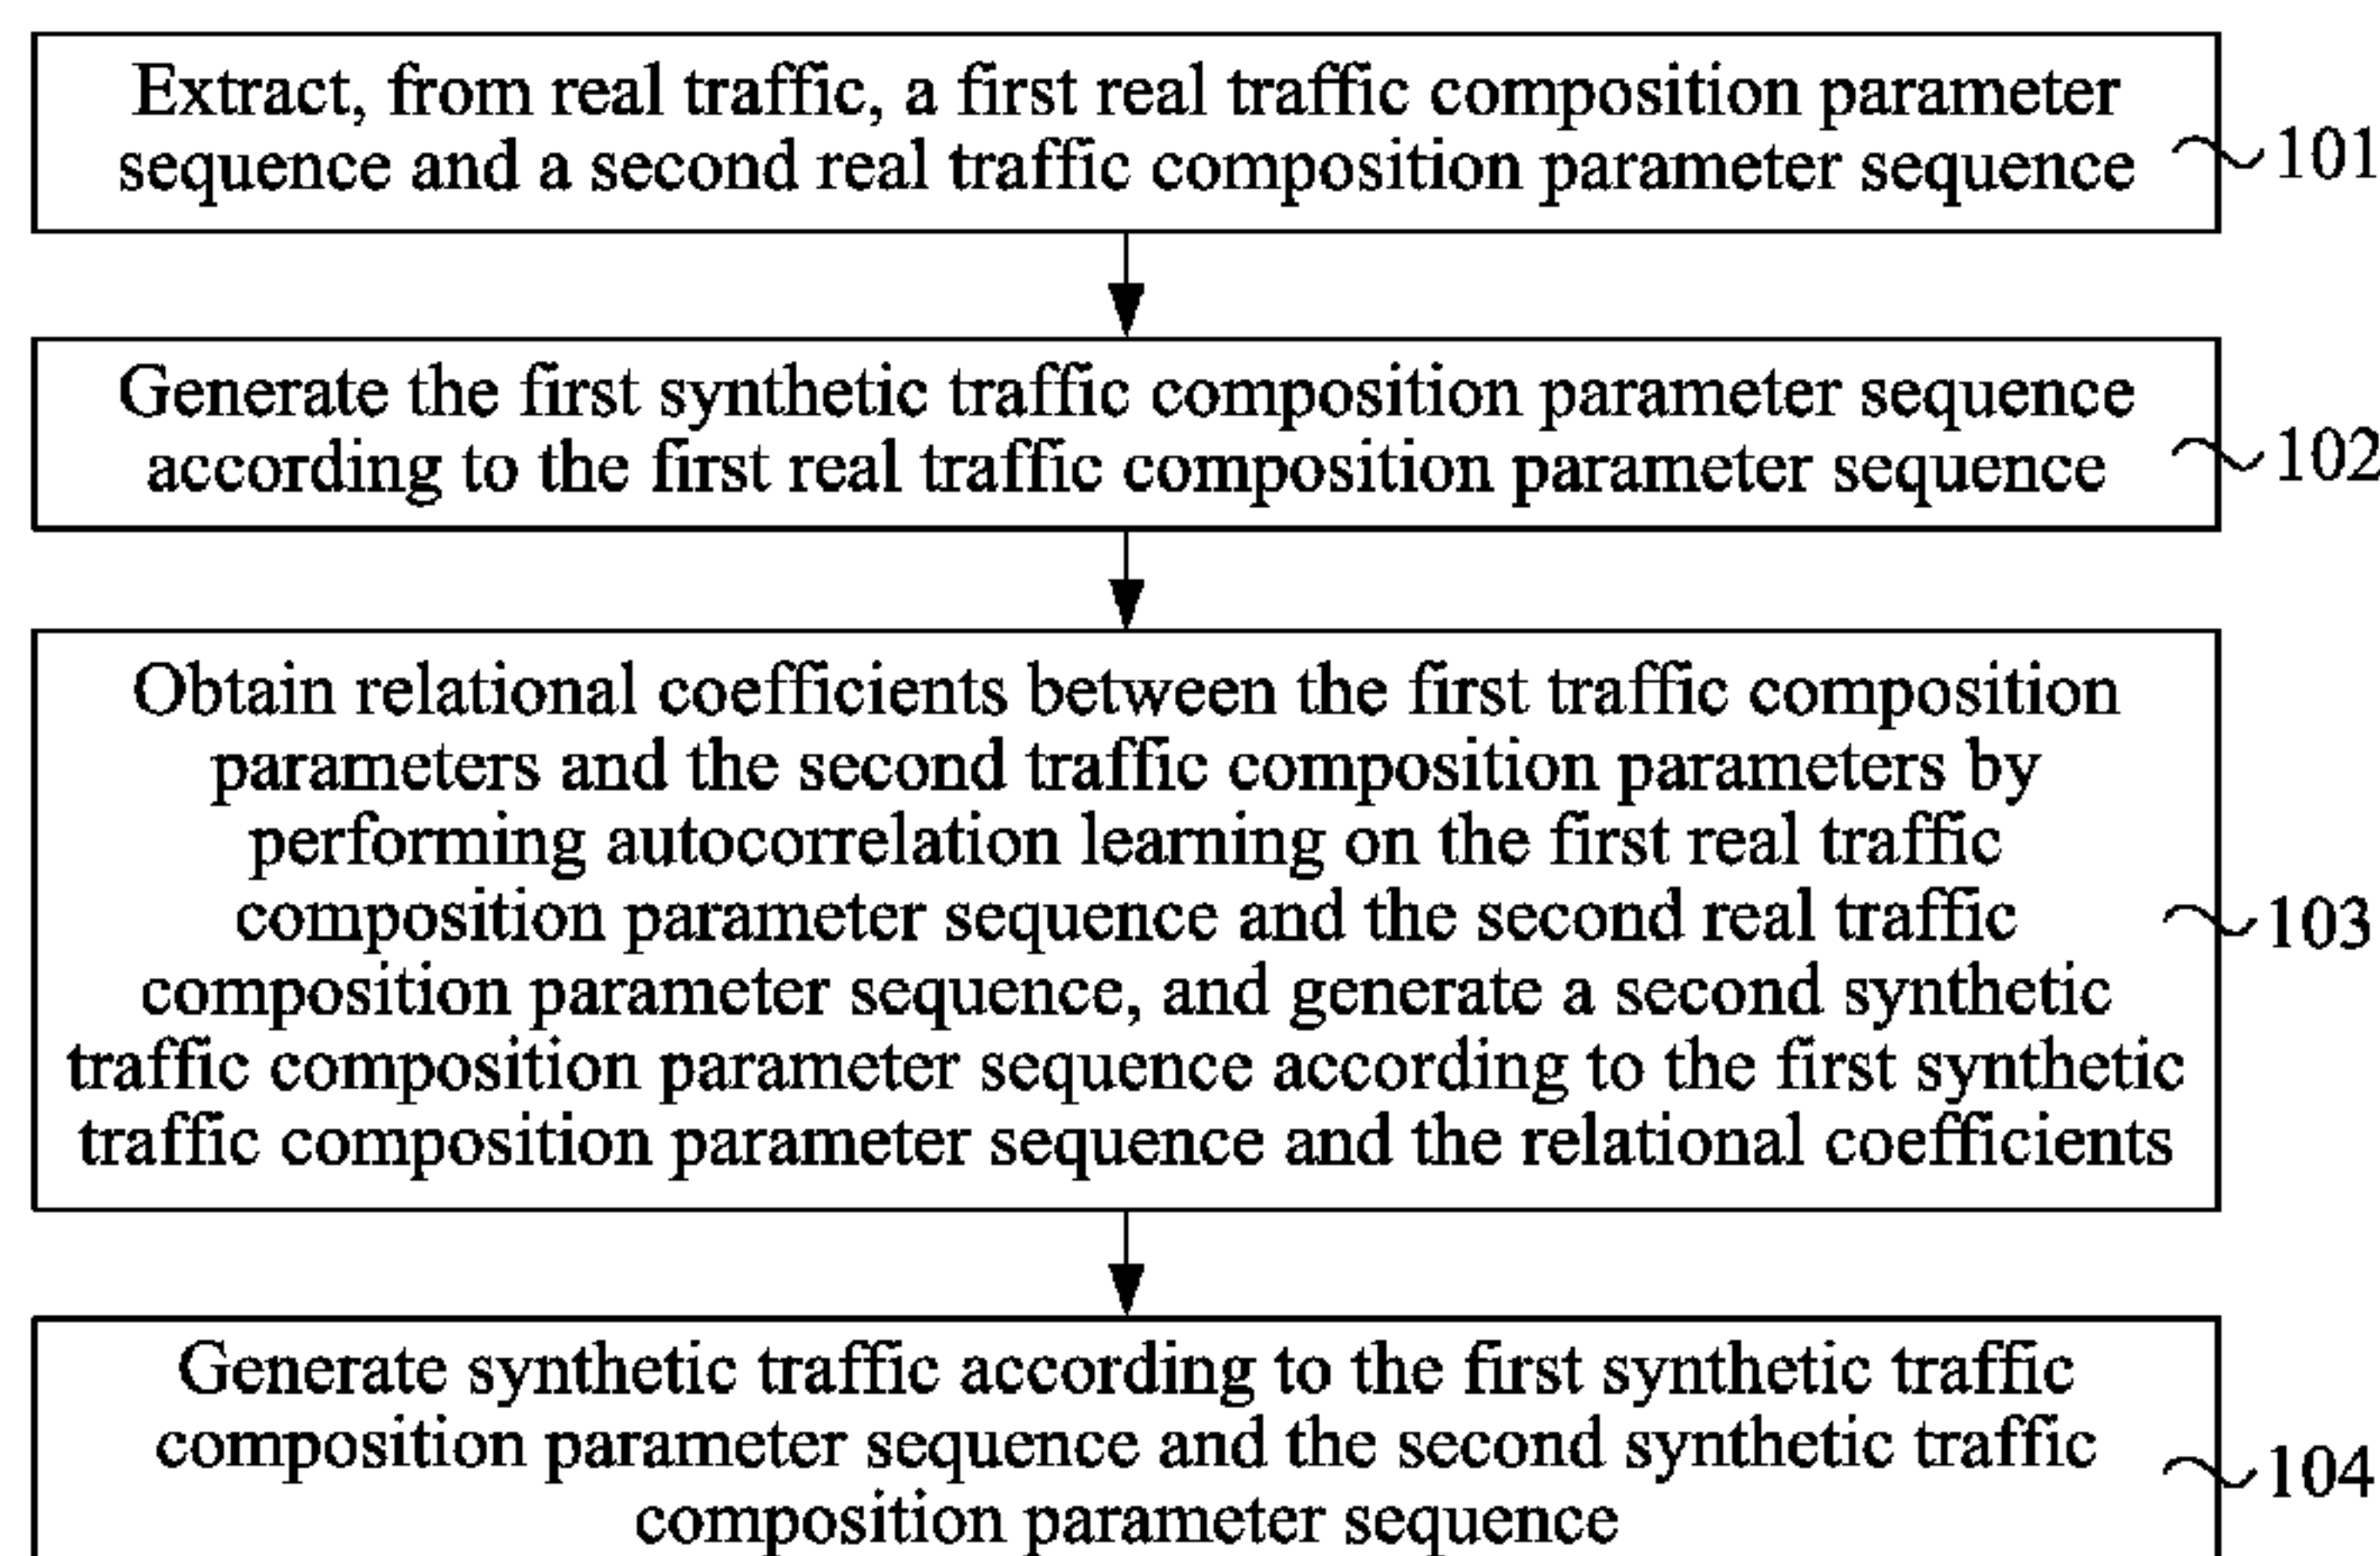 Extract, from real traffic, a first real traffic composition parameter
sequence and a second real traffic composition parameter sequence
101
Generate the first synthetic traffic composition parameter sequence
according to the first real traffic composition parameter sequence
102
Obtain relational coefficients between the first traffic composition
parameters and the second traffic composition parameters by
performing autocorrelation learning on the first real traffic
composition parameter sequence and the second real traffic
composition parameter sequence, and generate a second synthetic
traffic composition parameter sequence according to the first synthetic
traffic composition parameter sequence and the relational coefficients
103
Generate synthetic traffic according to the first synthetic traffic
composition parameter sequence and the second synthetic traffic
composition parameter sequence
104